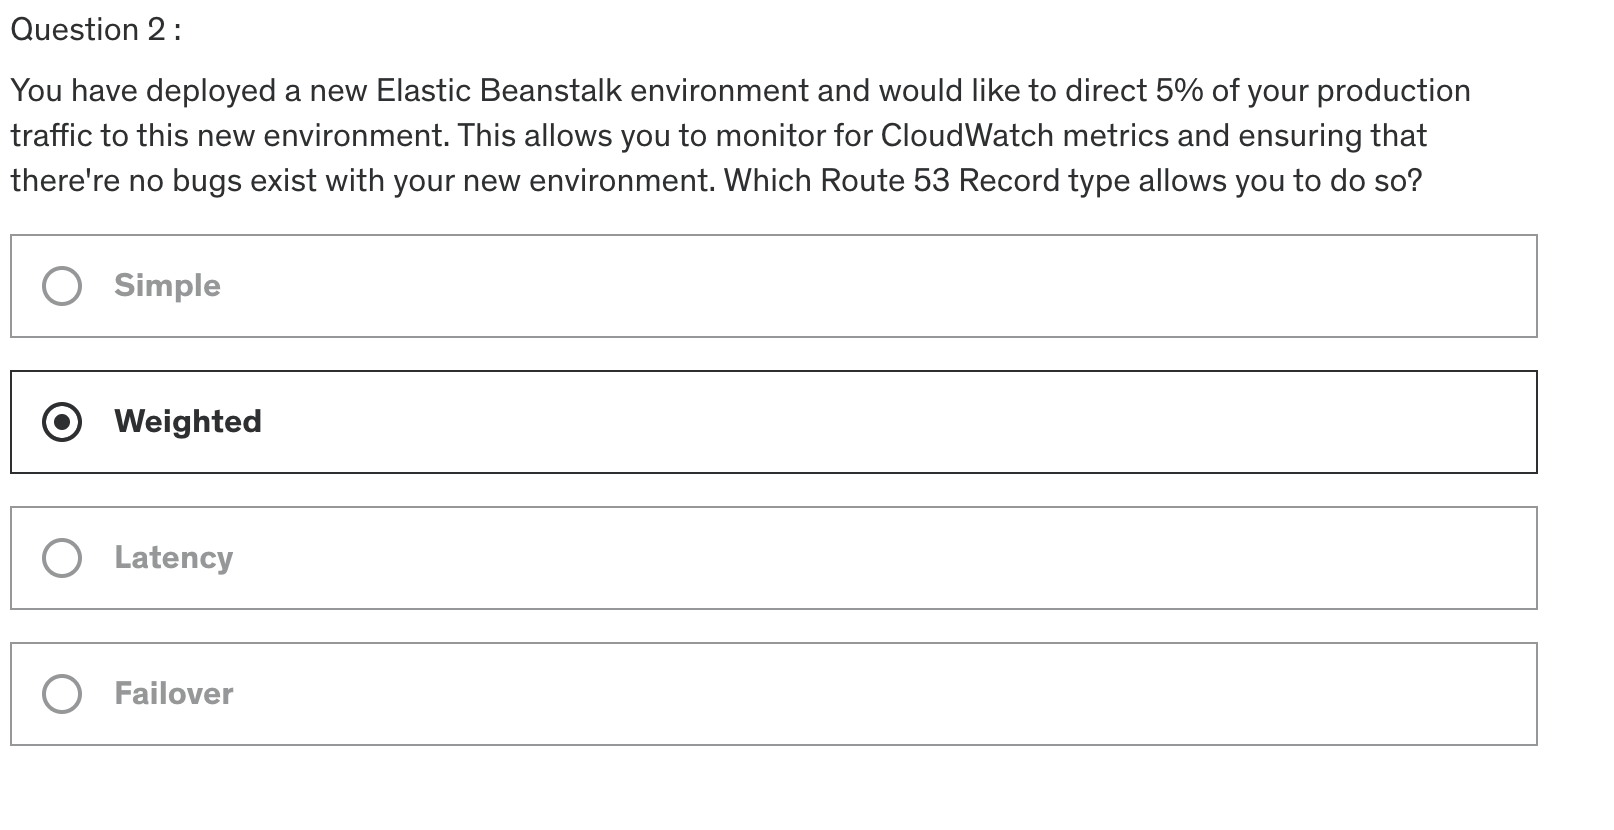 Question 2 :
You have deployed a new Elastic Beanstalk environment and would like to direct 5% of your production
traffic to this new environment. This allows you to monitor for CloudWatch metrics and ensuring that
there're no bugs exist with your new environment. Which Route 53 Record type allows you to do so?
Simple
Weighted
Latency
Failover